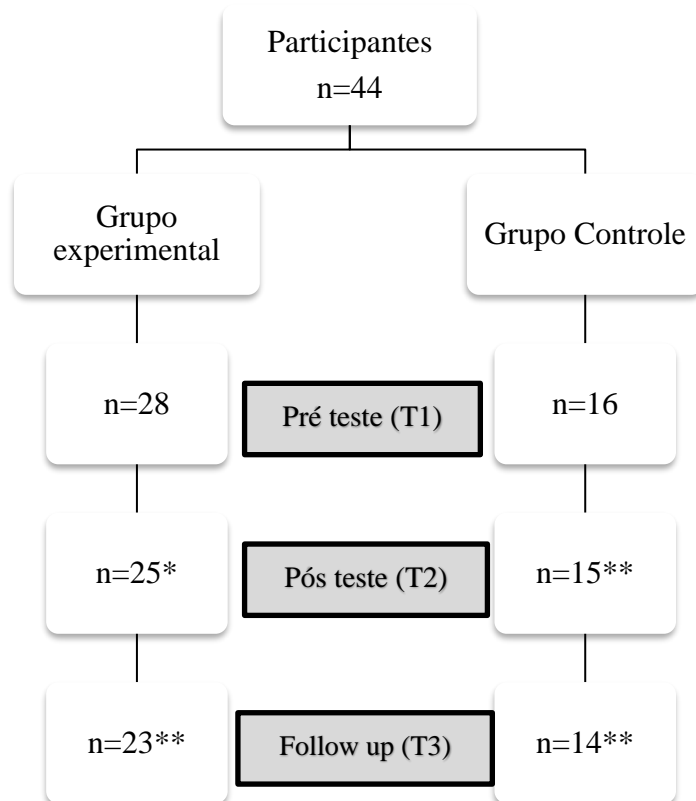 Participantes
n=44
Grupo
experimental
Grupo Controle
n=28
Pré teste (T1)
n=16
n=25*
Pós teste (T2)
n=15**
n=23**
Follow up (T3)
n=14**